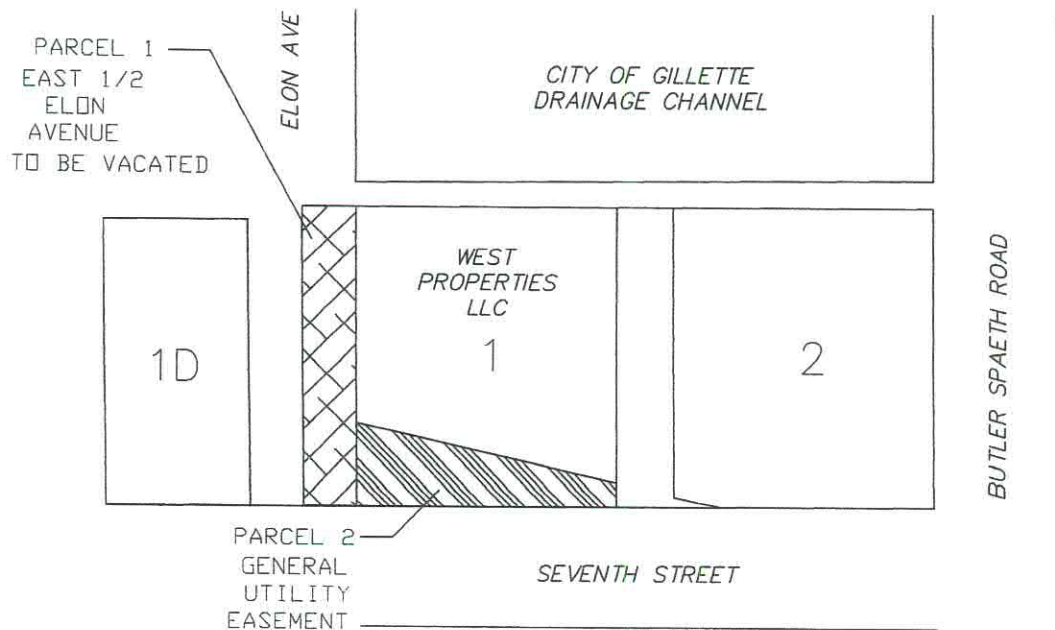 PARCEL 1
EAST 1/2
ELON
AVENUE
TO BE VACATED
ELON AVE
CITY OF GILLETTE
DRAINAGE CHANNEL
1D
WEST
PROPERTIES
LLC
1
2
BUTLER SPAETH ROAD
PARCEL 2
GENERAL
UTILITY
EASEMENT
SEVENTH STREET